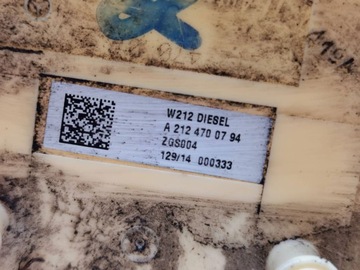 W212 DIESEL
A 212 470 07 94
ZGS004
129/14 000333